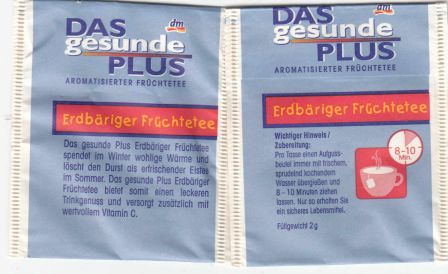 DAS
dm
gesunde
PLUS
AROMATISIERTER FRÜCHTETEE
Erdbäriger Früchtetee
Das gesunde Plus Erdbäriger Früchtetee
spendet im Winter wohlige Wärme und
löscht den Durst als erfrischender Eistee
im Sommer. Das gesunde Plus Erdbäriger
Früchtetee bietet somit einen leckeren
Trinkgenuss und versorgt zusätzlich mit
wertvollem Vitamin C.
DAS
dm
gesunde
PLUS
AROMATISIERTER FRÜCHTETEE
Erdbäriger Früchtetee
Wichtiger Hinweis/
Zubereitung:
Pro Tasse einen Aufguss-
beutel immer mit frischem,
sprudelnd kochendem
Wasser übergießen und
8 – 10 Minuten ziehen
lassen. Nur so erhalten Sie
ein sicheres Lebensmittel.
Füllgewicht 2 g
8-10
Min.